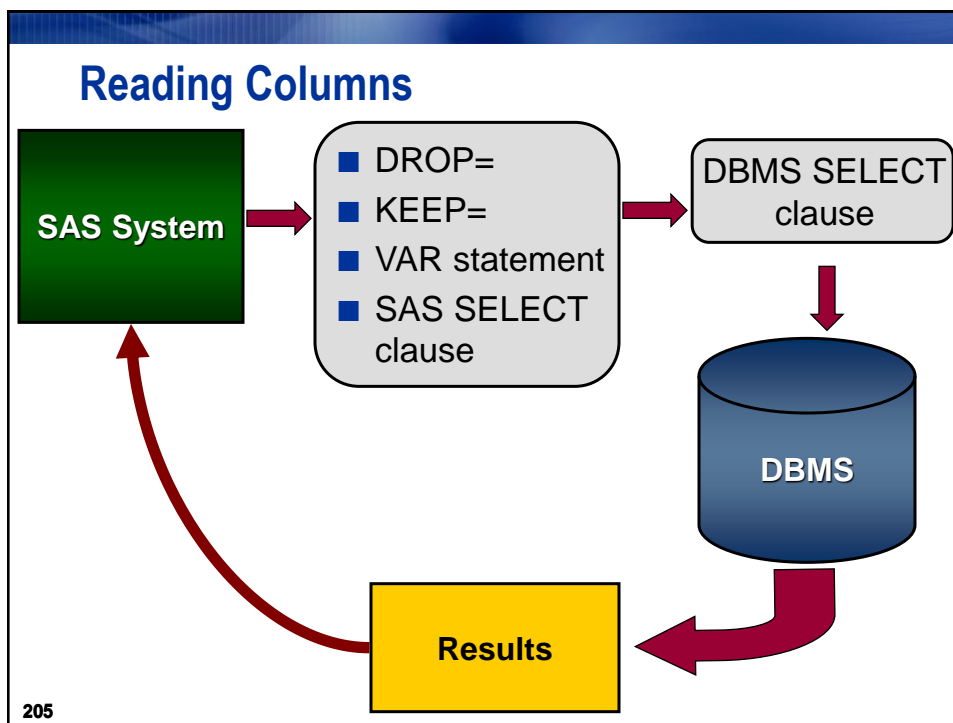 Reading Columns
SAS System
■ DROP=
■ KEEP=
■ VAR statement
■ SAS SELECT
clause
DBMS SELECT
clause
DBMS
Results
205